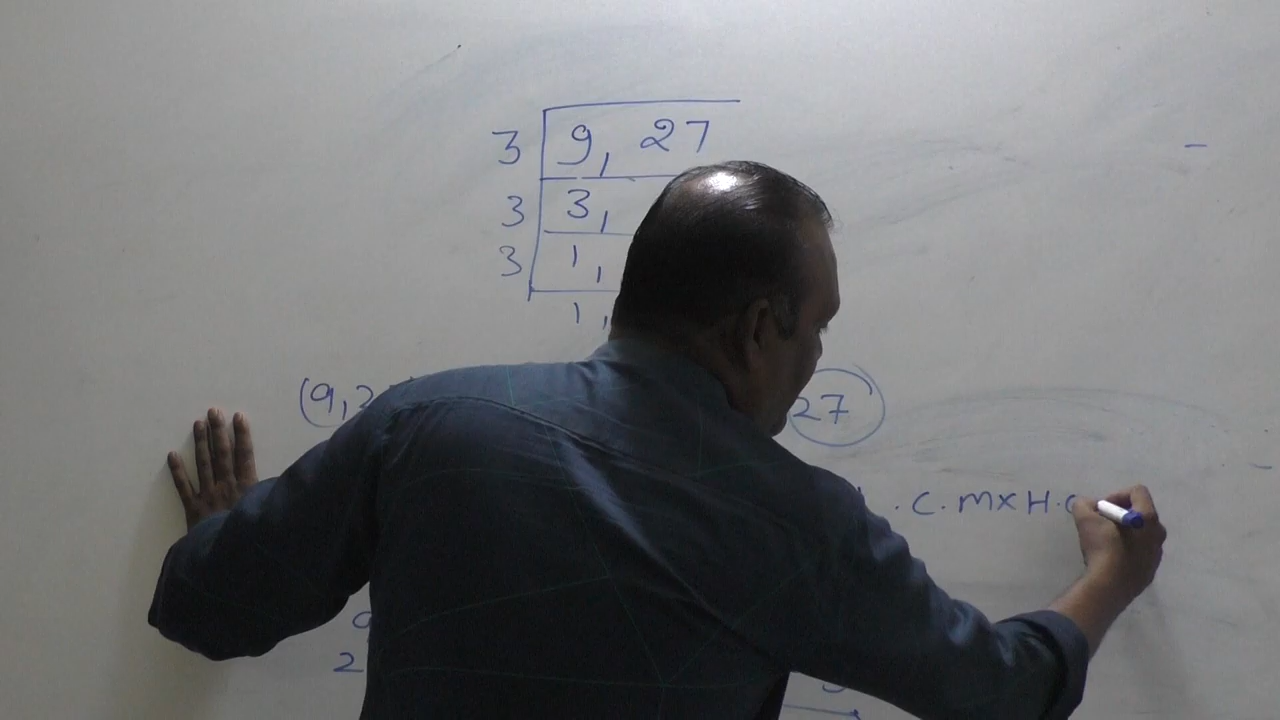 3 9, 27
3 3,
3 1,
1,
(9,2 27
. C. M x H.
2